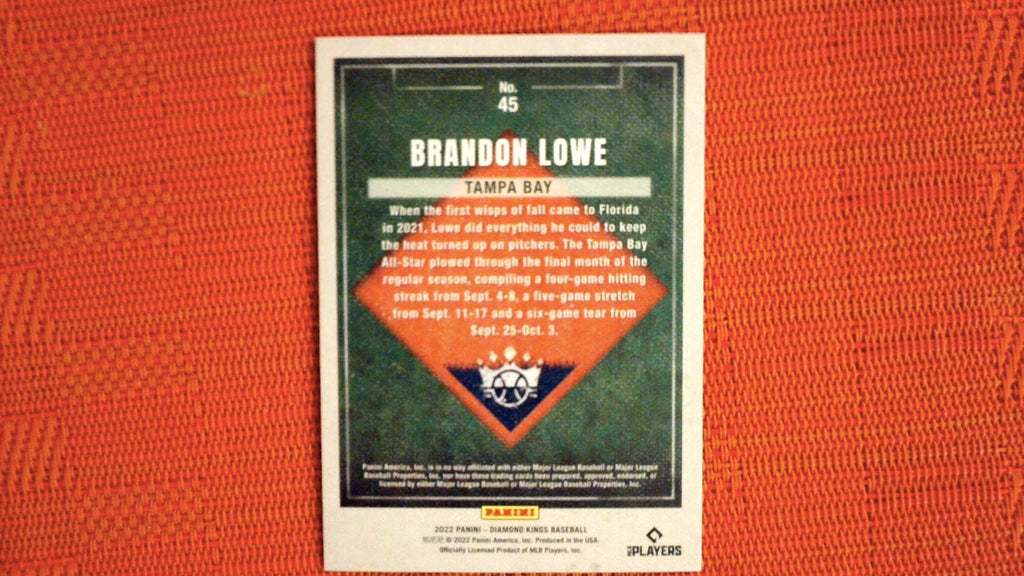 No.
45
BRANDON LOWE
TAMPA BAY
When the first wisps of fall came to Florida
in 2021, Lowe did everything he could to keep
the heat turned up on pitchers. The Tampa Bay
All-Star plowed through the final month of the
regular season, compiling a four-game hitting
streak from Sept. 4-8, a five-game stretch
from Sept. 11-17 and a six-game tear from
Sept. 25-Oct. 3.
Panini America, Inc. is in no way affiliated with either Major League Baseball or Major League
Baseball Properties, Inc. nor have these trading cards been prepared, approved, endorsed, or
licensed by either Major League Baseball or Major League Baseball Properties, Inc.
PANINI
2022 PANINI – DIAMOND KINGS BASEBALL
帕尼尼 © 2022 Panini America, Inc. Produced in the USA.
Officially Licensed Product of MLB Players, Inc.
PLAYERS